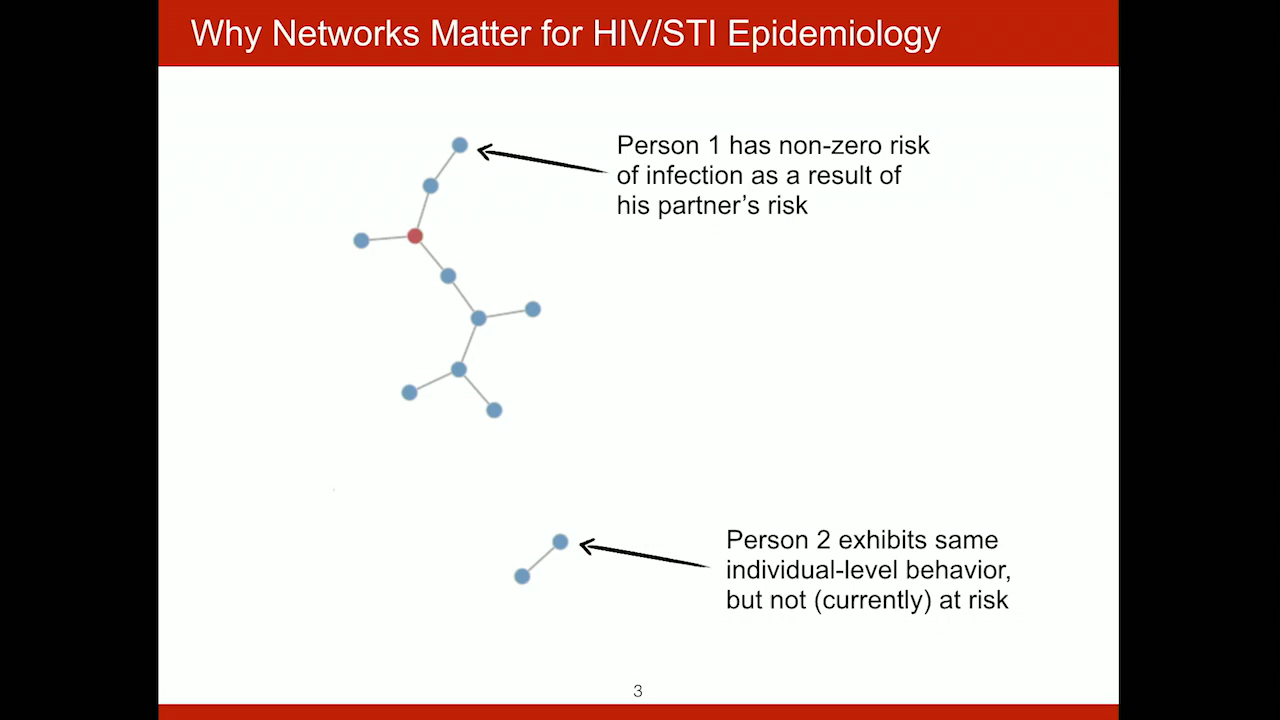 Why Networks Matter for HIV/STI Epidemiology
Person 1 has non-zero risk
of infection as a result of
his partner’s risk
Person 2 exhibits same
individual-level behavior,
but not (currently) at risk
3